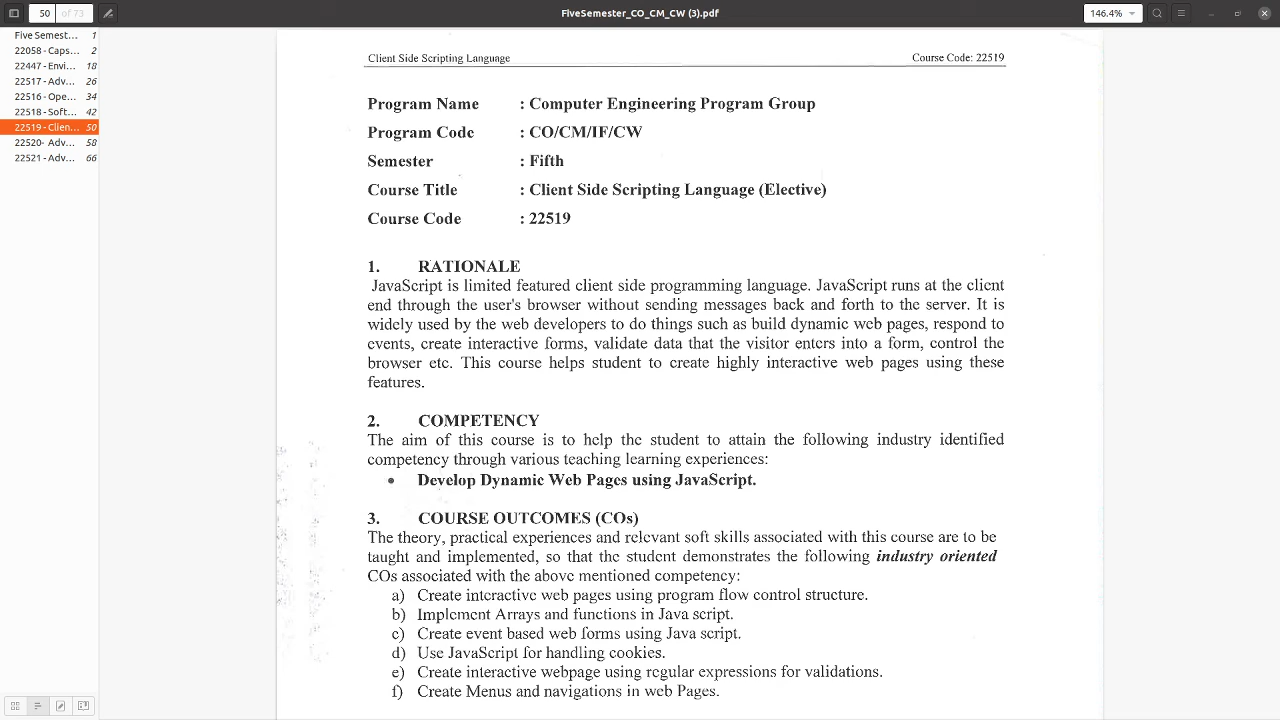 50 of 73
FiveSemester_CO_CM_CW (3).pdf
146.4%
Five Semest... 1
22058 - Caps... 2
22447 - Envi... 18
22517 - Adv... 26
22516 - Ope... 34
22518 - Soft... 42
22519 - Clien... 50
22520- Adv... 58
22521 - Adv... 66
Client Side Scripting Language Course Code: 22519
Program Name : Computer Engineering Program Group
Program Code : CO/CM/IF/CW
Semester : Fifth
Course Title : Client Side Scripting Language (Elective)
Course Code : 22519
1. RATIONALE
JavaScript is limited featured client side programming language. JavaScript runs at the client
end through the user's browser without sending messages back and forth to the server. It is
widely used by the web developers to do things such as build dynamic web pages, respond to
events, create interactive forms, validate data that the visitor enters into a form, control the
browser etc. This course helps student to create highly interactive web pages using these
features.
2. COMPETENCY
The aim of this course is to help the student to attain the following industry identified
competency through various teaching learning experiences:
• Develop Dynamic Web Pages using JavaScript.
3. COURSE OUTCOMES (COs)
The theory, practical experiences and relevant soft skills associated with this course are to be
taught and implemented, so that the student demonstrates the following industry oriented
COs associated with the above mentioned competency:
a) Create interactive web pages using program flow control structure.
b) Implement Arrays and functions in Java script.
c) Create event based web forms using Java script.
d) Use JavaScript for handling cookies.
e) Create interactive webpage using regular expressions for validations.
f) Create Menus and navigations in web Pages.